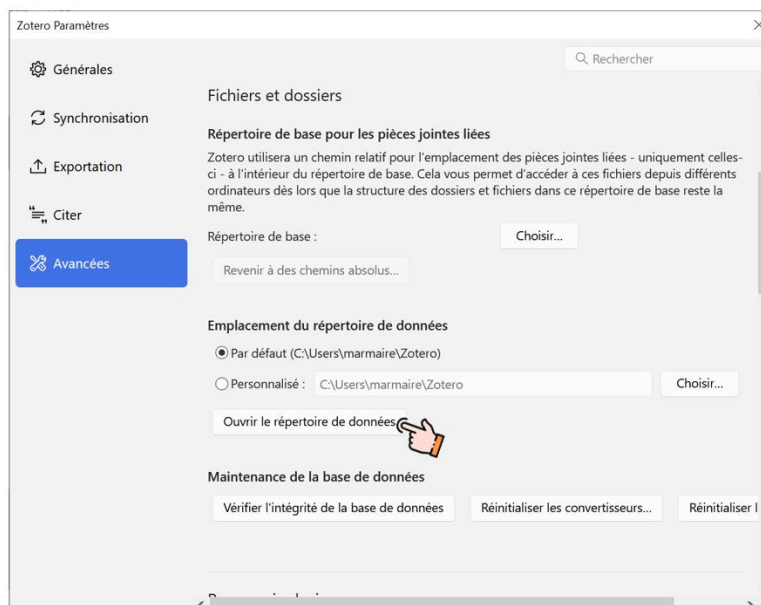 Zotero Paramètres
Rechercher
Générales
Synchronisation
Exportation
Citer
Avancées
Fichiers et dossiers
Répertoire de base pour les pièces jointes liées
Zotero utilisera un chemin relatif pour l'emplacement des pièces jointes liées - uniquement celles-
ci - à l'intérieur du répertoire de base. Cela vous permet d'accéder à ces fichiers depuis différents
ordinateurs dès lors que la structure des dossiers et fichiers dans ce répertoire de base reste la
même.
Répertoire de base : Choisir...
Revenir à des chemins absolus...
Emplacement du répertoire de données
Par défaut (C:\Users\marmaire\Zotero)
Personnalisé : C:\Users\marmaire\Zotero Choisir...
Ouvrir le répertoire de données
Maintenance de la base de données
Vérifier l'intégrité de la base de données Réinitialiser les convertisseurs... Réinitialiser l